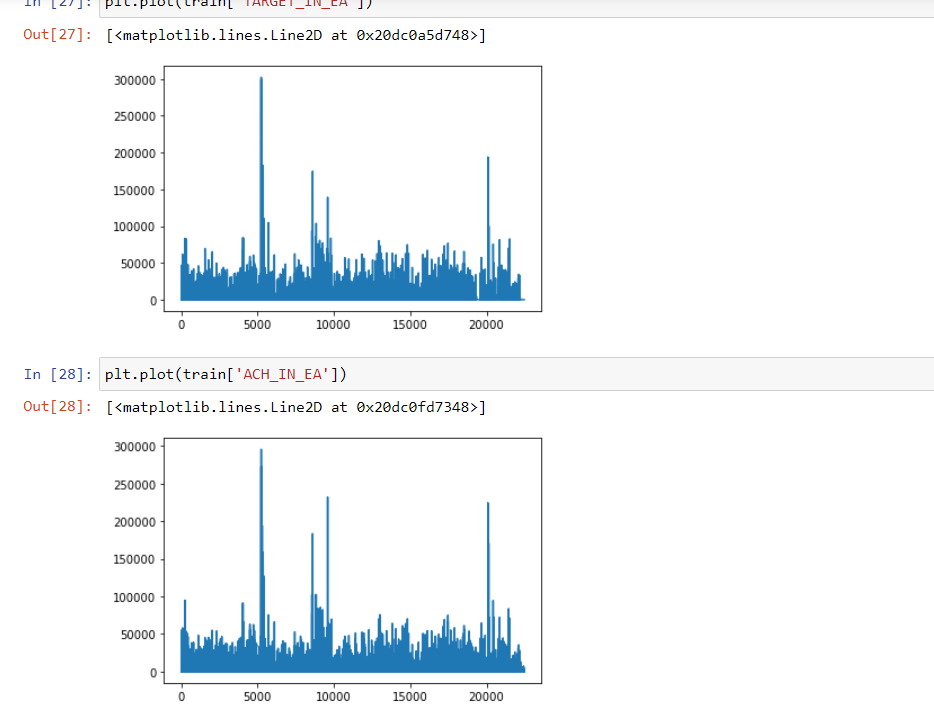 In [27]: plt.plot(train['TARGET_IN_EA'])
Out[27]: [<matplotlib.lines.Line2D at 0x20dc0a5d748>]
300000
250000
200000
150000
100000
50000
0
0 5000 10000 15000 20000
In [28]: plt.plot(train['ACH_IN_EA'])
Out[28]: [<matplotlib.lines.Line2D at 0x20dc0fd7348>]
300000
250000
200000
150000
100000
50000
0
0 5000 10000 15000 20000